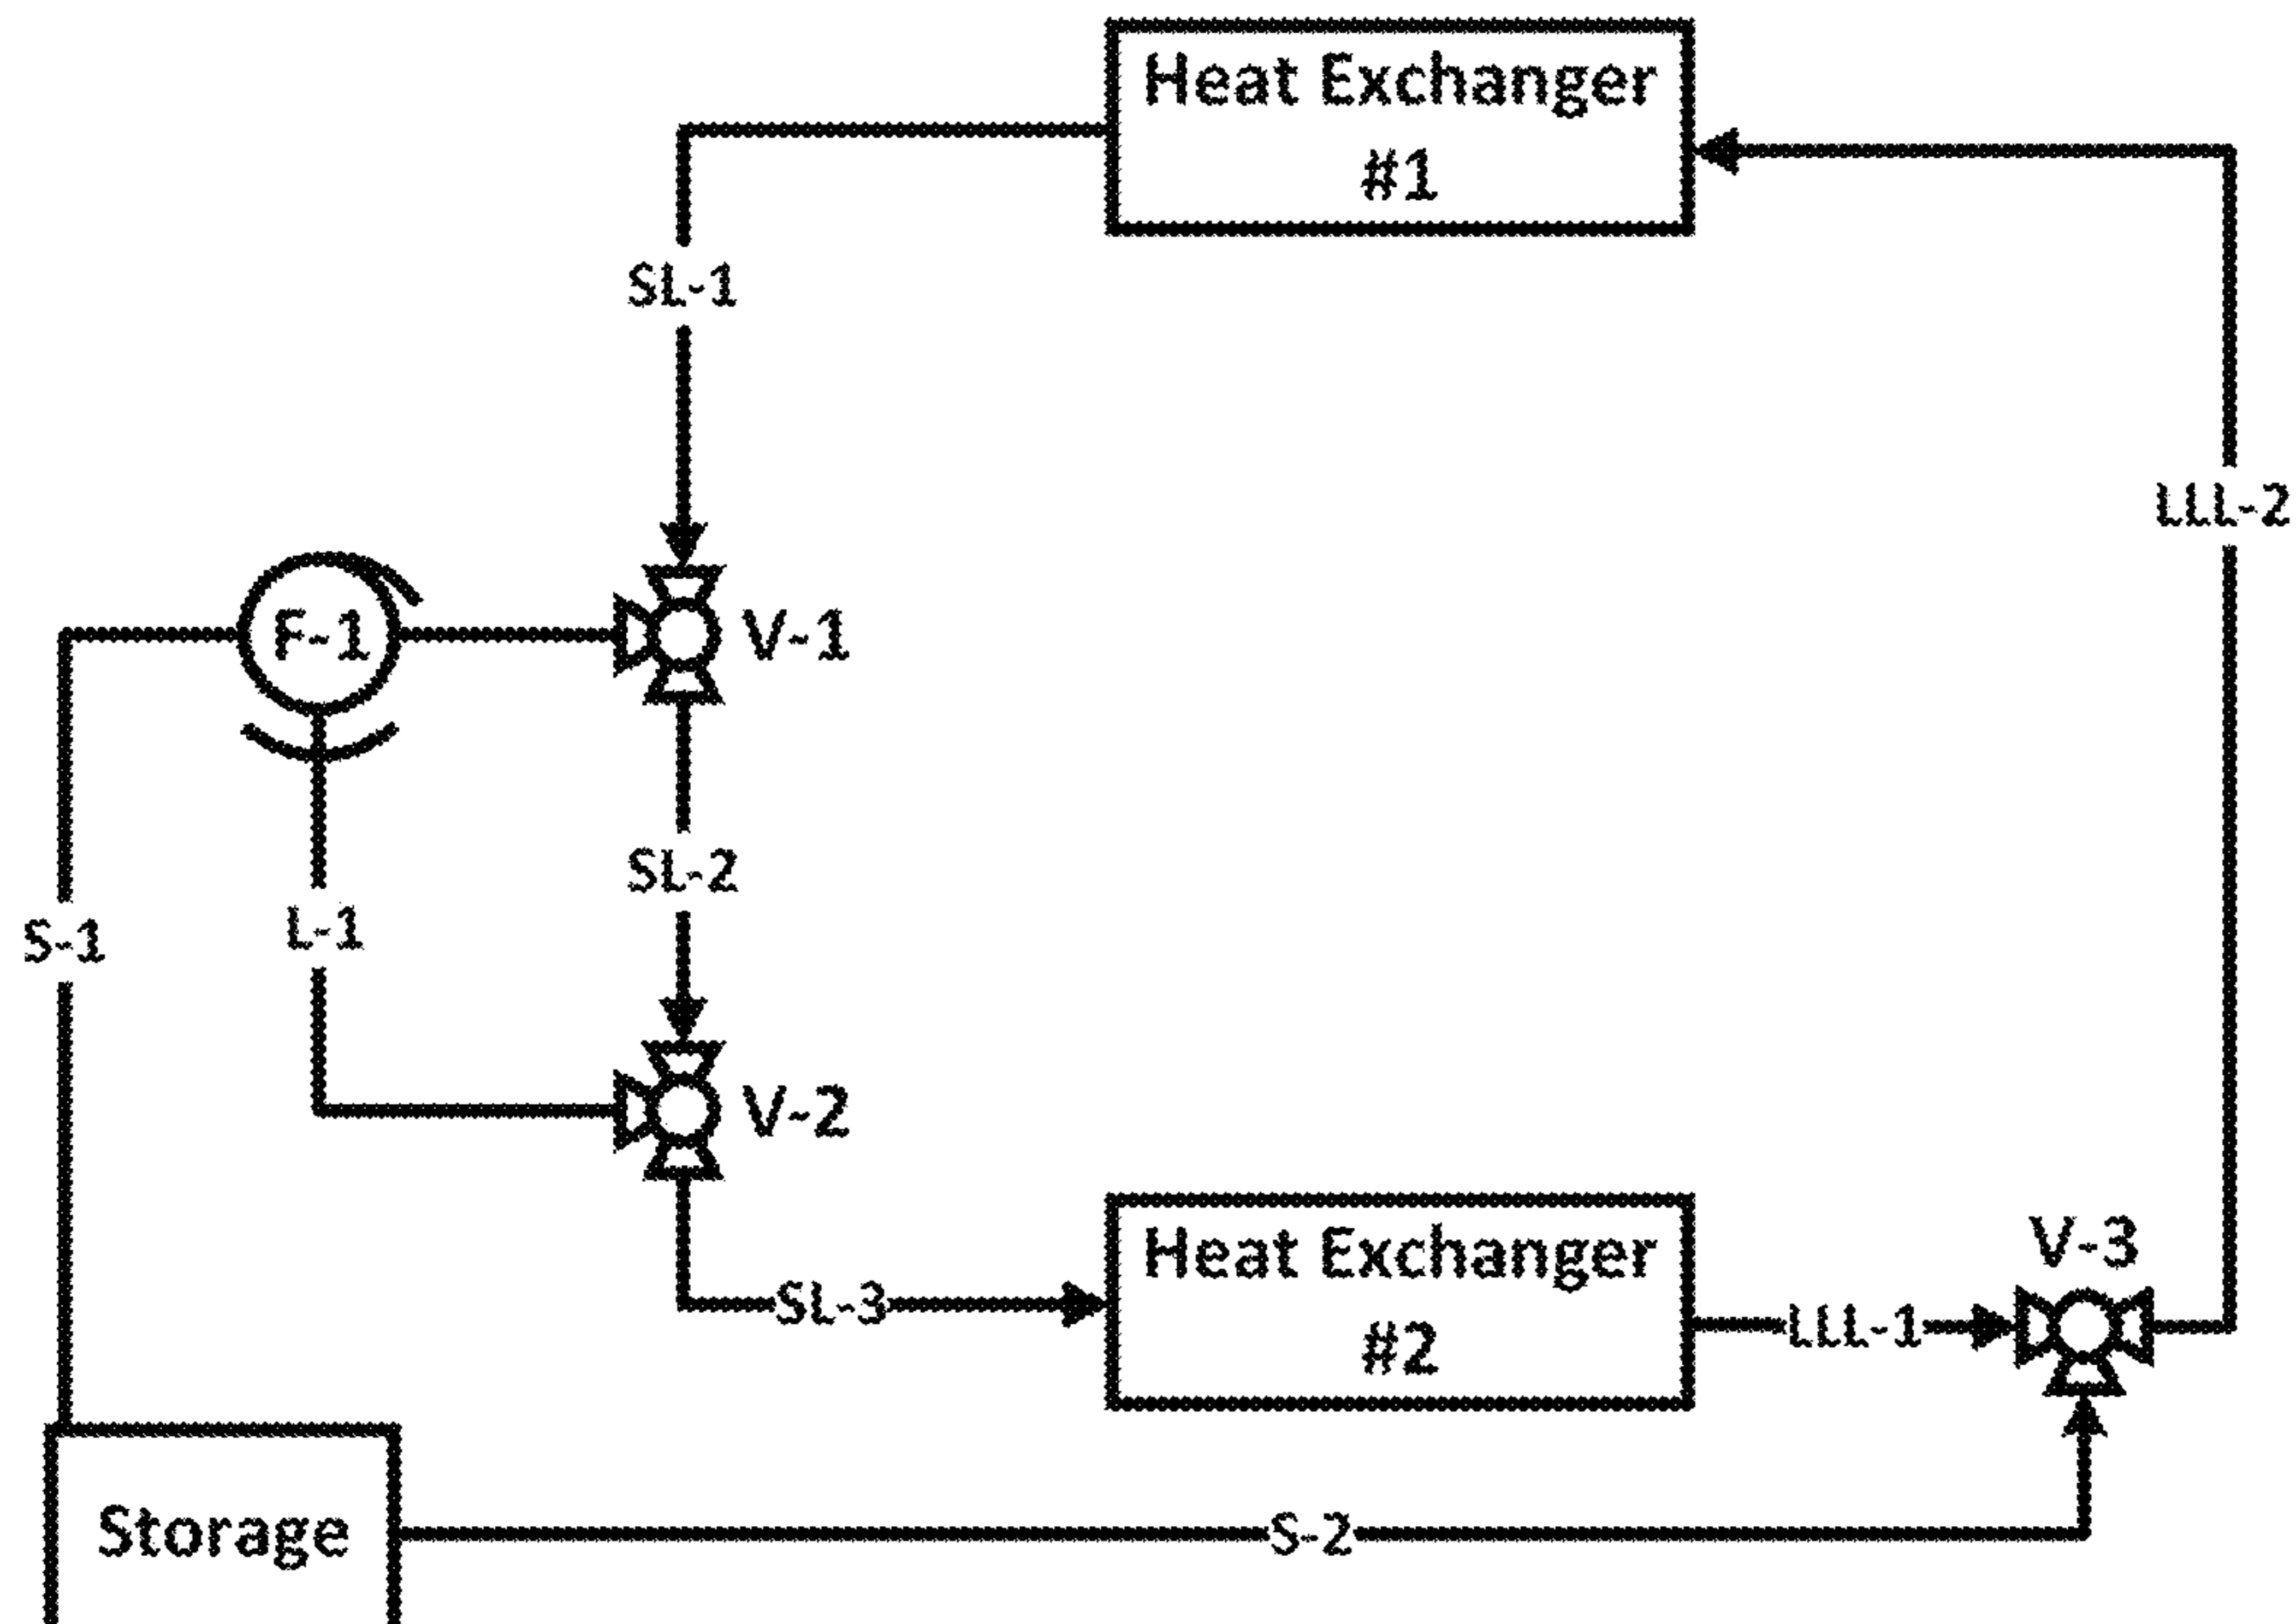 Heat Exchanger
#1
SL-1
LLL-2
F-1
V-1
SL-2
S-1
L-1
V-2
Heat Exchanger
#2
V-3
SL-3
LLL-1
Storage
S-2